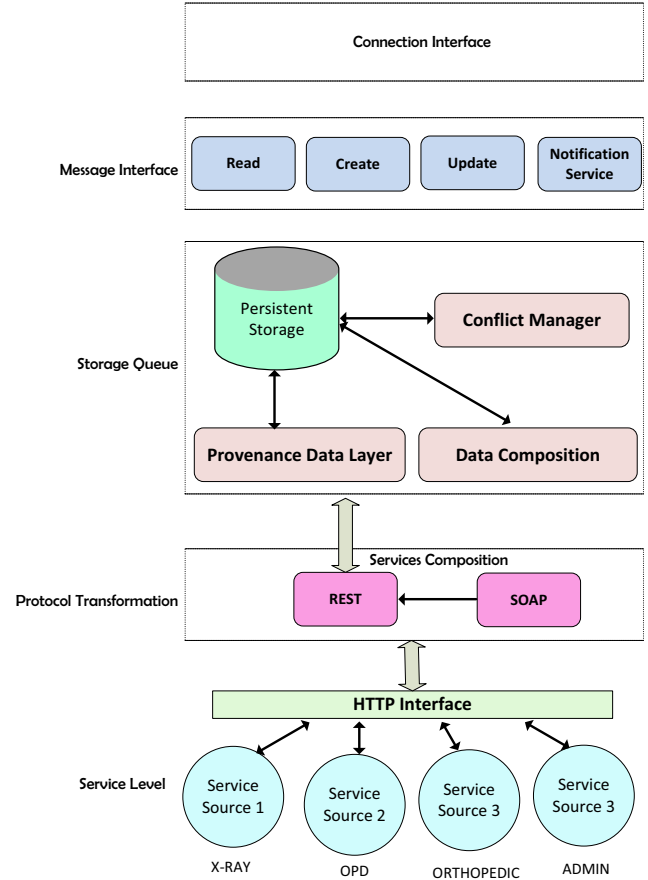 Connection Interface
Message Interface
Read
Create
Update
Notification
Service
Storage Queue
Persistent
Storage
Conflict Manager
Provenance Data Layer
Data Composition
Protocol Transformation
Services Composition
REST
SOAP
HTTP Interface
Service Level
Service
Source 1
Service
Source 2
Service
Source 3
Service
Source 3
X-RAY
OPD
ORTHOPEDIC
ADMIN